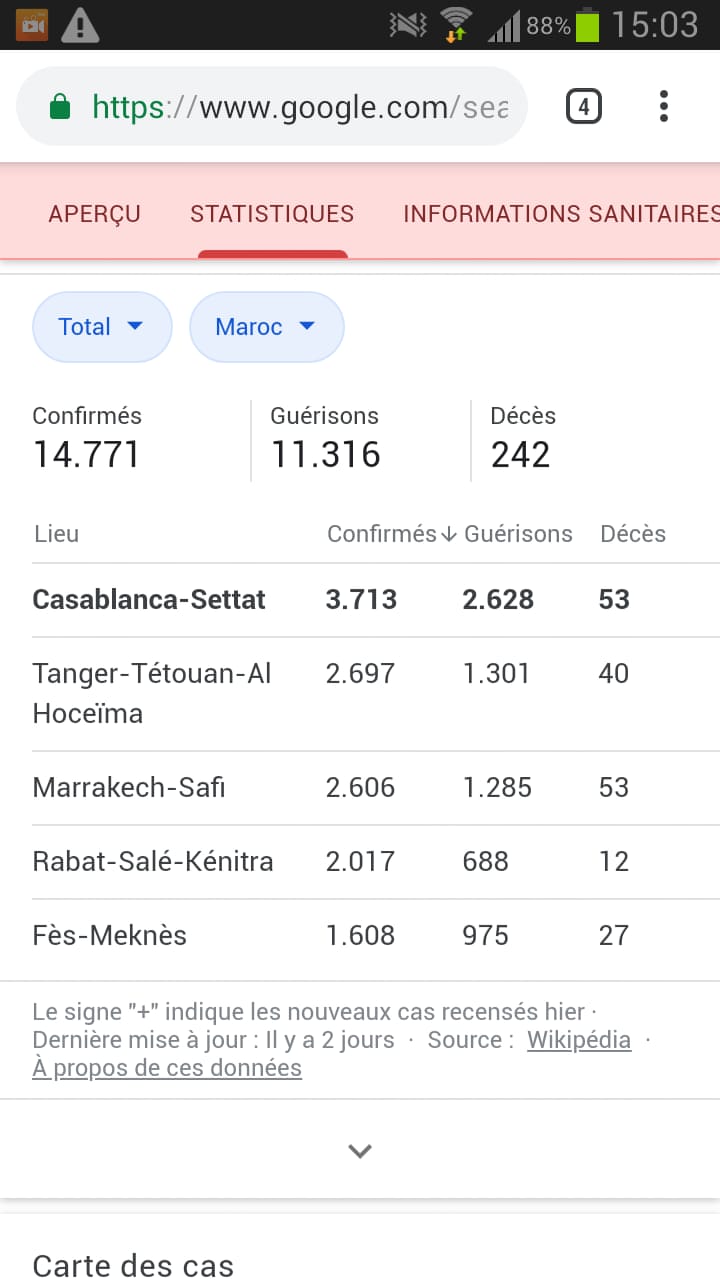 88% 15:03
https://www.google.com/sea
4
APERÇU STATISTIQUES INFORMATIONS SANITAIRES
Total Maroc
Confirmés Guérisons Décès
14.771 11.316 242
Lieu Confirmés↓ Guérisons Décès
Casablanca-Settat 3.713 2.628 53
Tanger-Tétouan-Al 2.697 1.301 40
Hoceïma
Marrakech-Safi 2.606 1.285 53
Rabat-Salé-Kénitra 2.017 688 12
Fès-Meknès 1.608 975 27
Le signe "+" indique les nouveaux cas recensés hier ·
Dernière mise à jour : Il y a 2 jours · Source : Wikipédia ·
À propos de ces données
Carte des cas